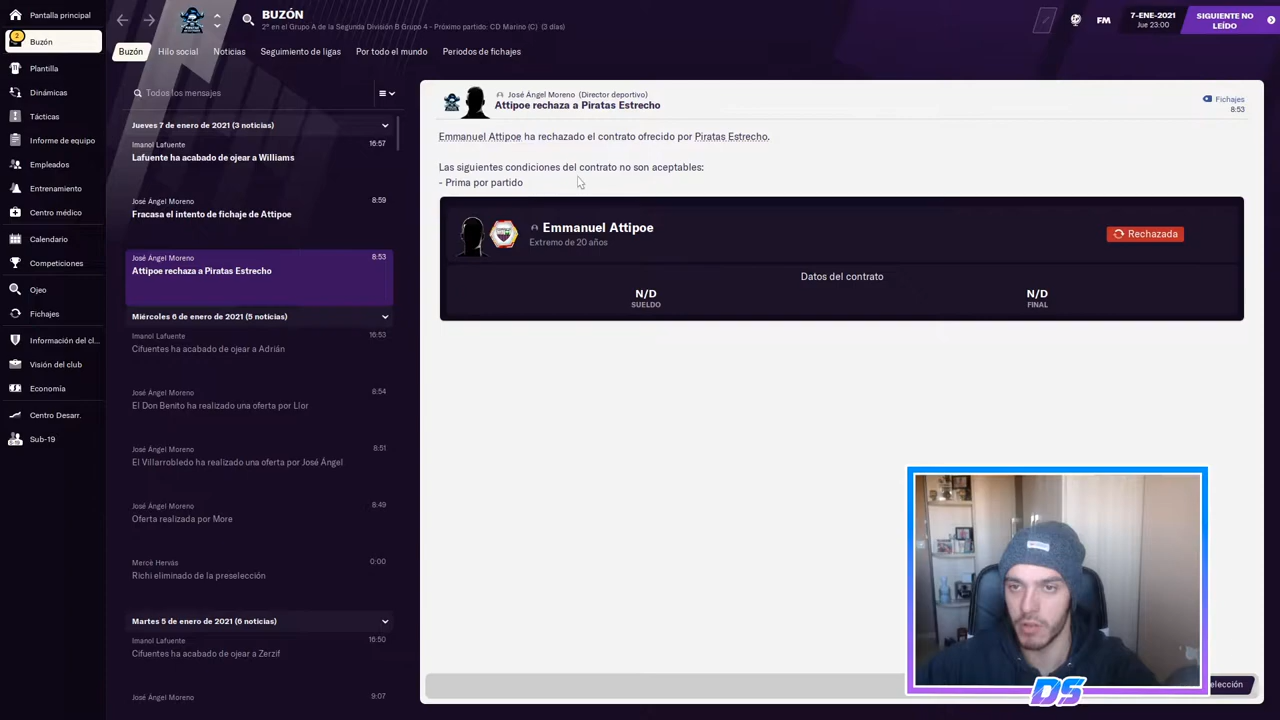 Pantalla principal
2
Buzón
Plantilla
Dinámicas
Tácticas
Informe de equipo
Empleados
Entrenamiento
Centro médico
Calendario
Competiciones
Ojeo
Fichajes
Información del cl...
Visión del club
Economía
Centro Desarr.
Sub-19
BUZÓN
2º en el Grupo A de la Segunda División B Grupo 4 - Próximo partido: CD Marino (C) (3 días)
FM
7-ENE-2021
Jue 23:00
SIGUIENTE NO LEÍDO
Buzón
Hilo social
Noticias
Seguimiento de ligas
Por todo el mundo
Periodos de fichajes
Todos los mensajes
Jueves 7 de enero de 2021 (3 noticias)
Imanol Lafuente 16:57
Lafuente ha acabado de ojear a Williams
José Ángel Moreno 8:59
Fracasa el intento de fichaje de Attipoe
José Ángel Moreno 8:53
Attipoe rechaza a Piratas Estrecho
Miércoles 6 de enero de 2021 (5 noticias)
Imanol Lafuente 16:53
Cifuentes ha acabado de ojear a Adrián
José Ángel Moreno 8:54
El Don Benito ha realizado una oferta por Llor
José Ángel Moreno 8:51
El Villarrobledo ha realizado una oferta por José Ángel
José Ángel Moreno 8:49
Oferta realizada por More
Mercè Hervás 0:00
Richi eliminado de la preselección
Martes 5 de enero de 2021 (6 noticias)
Imanol Lafuente 16:50
Cifuentes ha acabado de ojear a Zerzif
José Ángel Moreno 9:07
José Ángel Moreno (Director deportivo)
Attipoe rechaza a Piratas Estrecho
Fichajes
8:53
Emmanuel Attipoe ha rechazado el contrato ofrecido por Piratas Estrecho.
Las siguientes condiciones del contrato no son aceptables:
- Prima por partido
Emmanuel Attipoe
Extremo de 20 años
Rechazada
Datos del contrato
N/D
SUELDO
N/D
FINAL
elección
DS